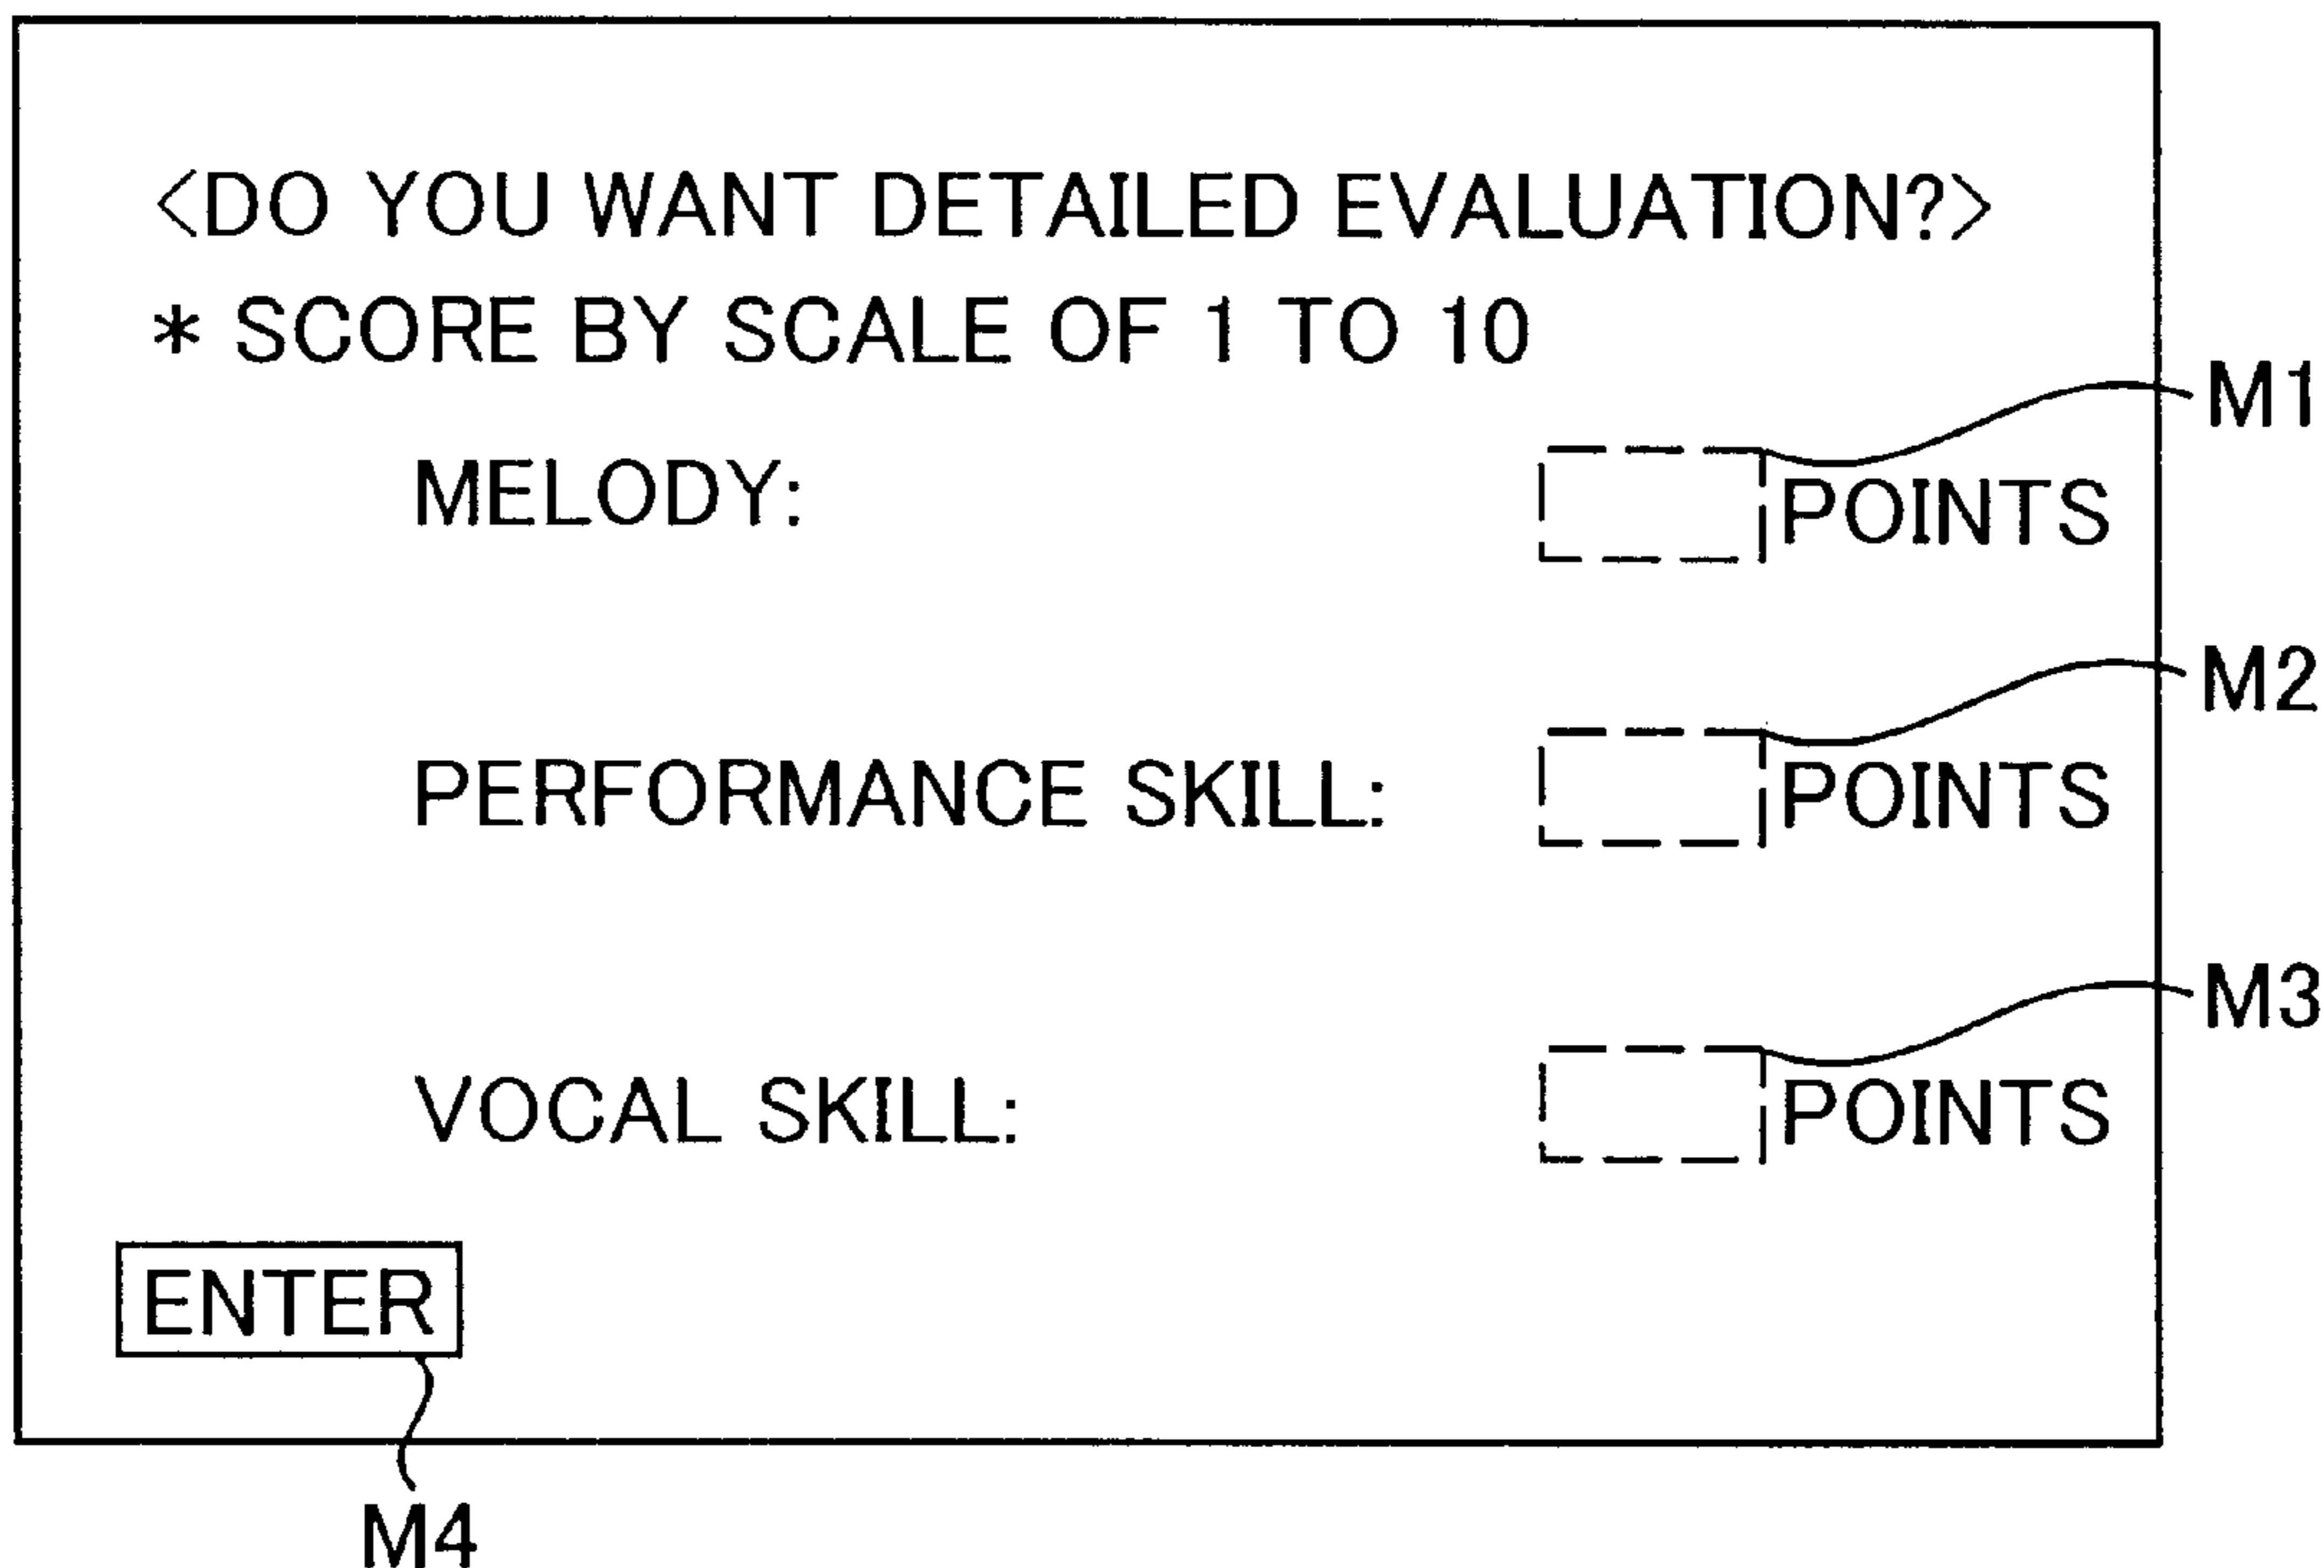 <DO YOU WANT DETAILED EVALUATION?>
* SCORE BY SCALE OF 1 TO 10
M1
MELODY: POINTS
M2
PERFORMANCE SKILL: POINTS
M3
VOCAL SKILL: POINTS
ENTER
M4